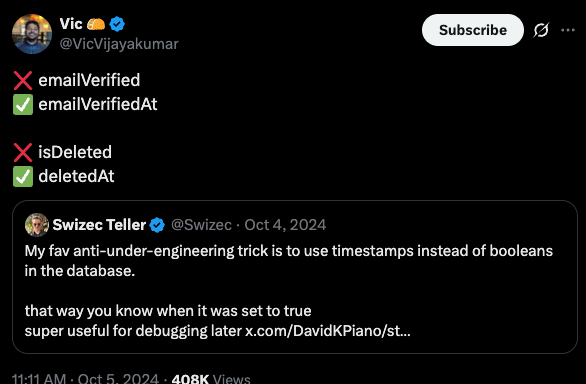 Vic 🌮
@VicVijayakumar
Subscribe
❌ emailVerified
✅ emailVerifiedAt
❌ isDeleted
✅ deletedAt
Swizec Teller @Swizec · Oct 4, 2024
My fav anti-under-engineering trick is to use timestamps instead of booleans
in the database.
that way you know when it was set to true
super useful for debugging later x.com/DavidKPiano/st...
11:11 AM · Oct 5, 2024 · 408K Views